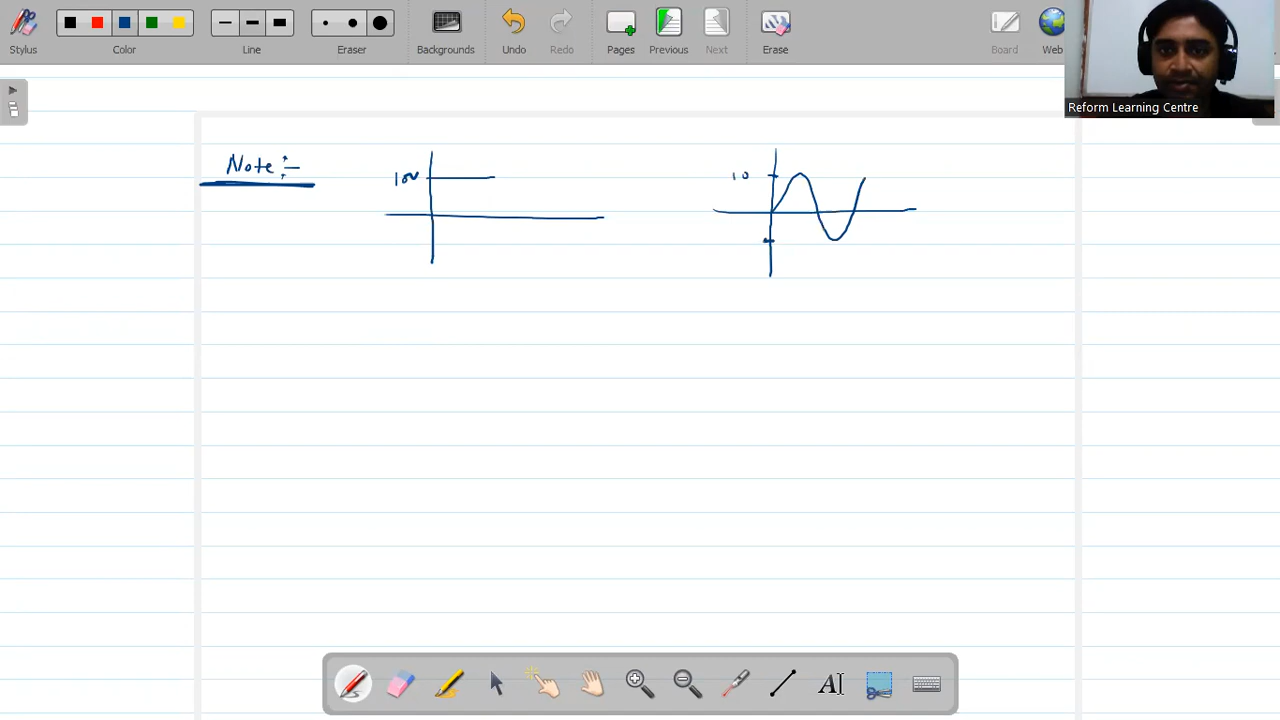 Stylus
Color
Line
Eraser
Backgrounds
Undo
Redo
Pages
Previous
Next
Erase
Board
Web
Reform Learning Centre
Note :-
10V
10
A